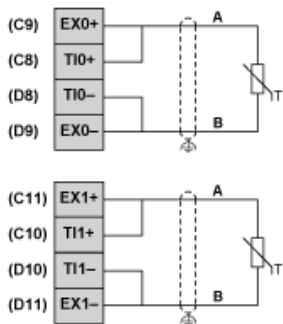 (C9) EX0+ A
(C8) TI0+
(D8) TI0–
(D9) EX0– B
T
(C11) EX1+ A
(C10) TI1+
(D10) TI1–
(D11) EX1– B
T